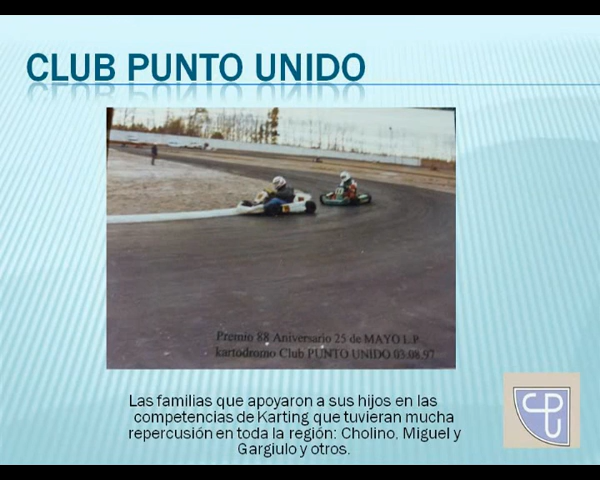 CLUB PUNTO UNIDO
Premio 88 Aniversario 25 de MAYO L.P.
kartodromo Club PUNTO UNIDO 03.08.97
Las familias que apoyaron a sus hijos en las
competencias de Karting que tuvieran mucha
repercusión en toda la región: Cholino, Miguel y
Gargiulo y otros.
CPU